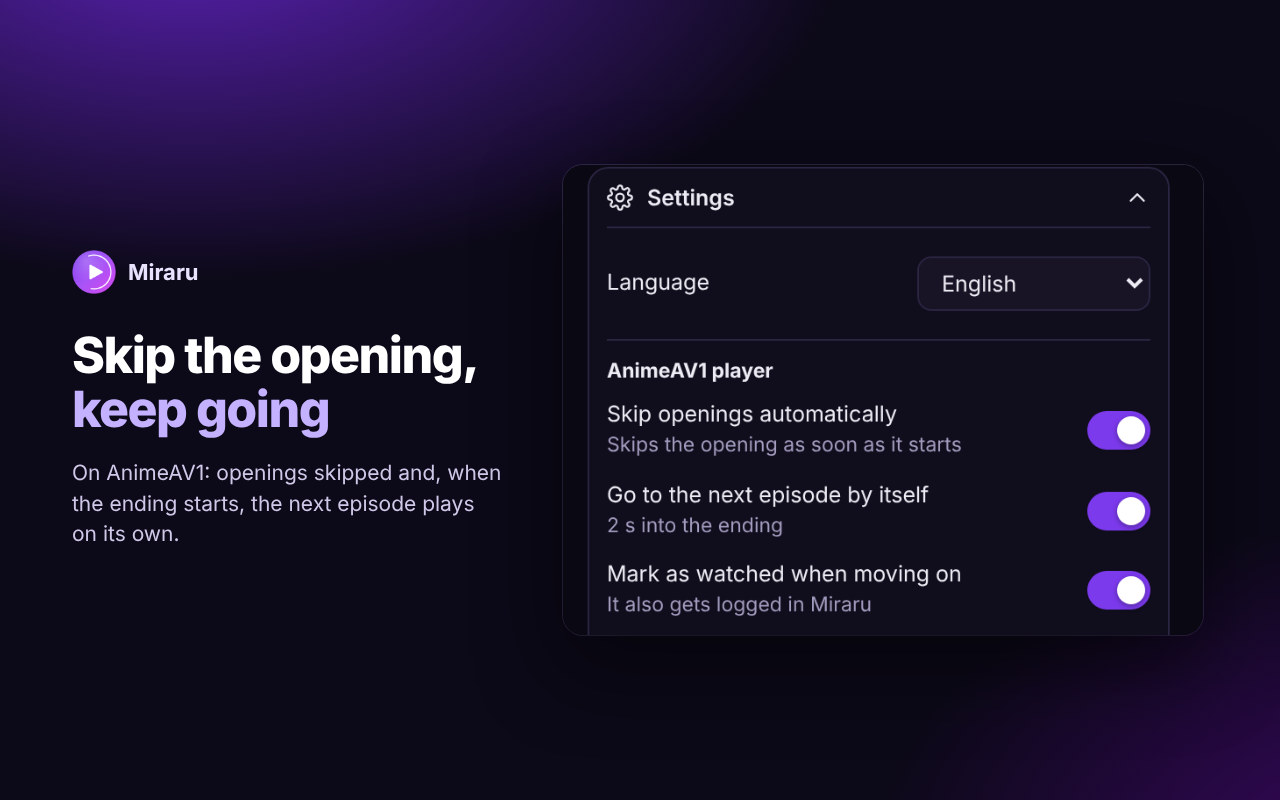 Miraru
Skip the opening,
keep going
On AnimeAV1: openings skipped and, when
the ending starts, the next episode plays
on its own.
Settings
Language
English
AnimeAV1 player
Skip openings automatically
Skips the opening as soon as it starts
Go to the next episode by itself
2 s into the ending
Mark as watched when moving on
It also gets logged in Miraru